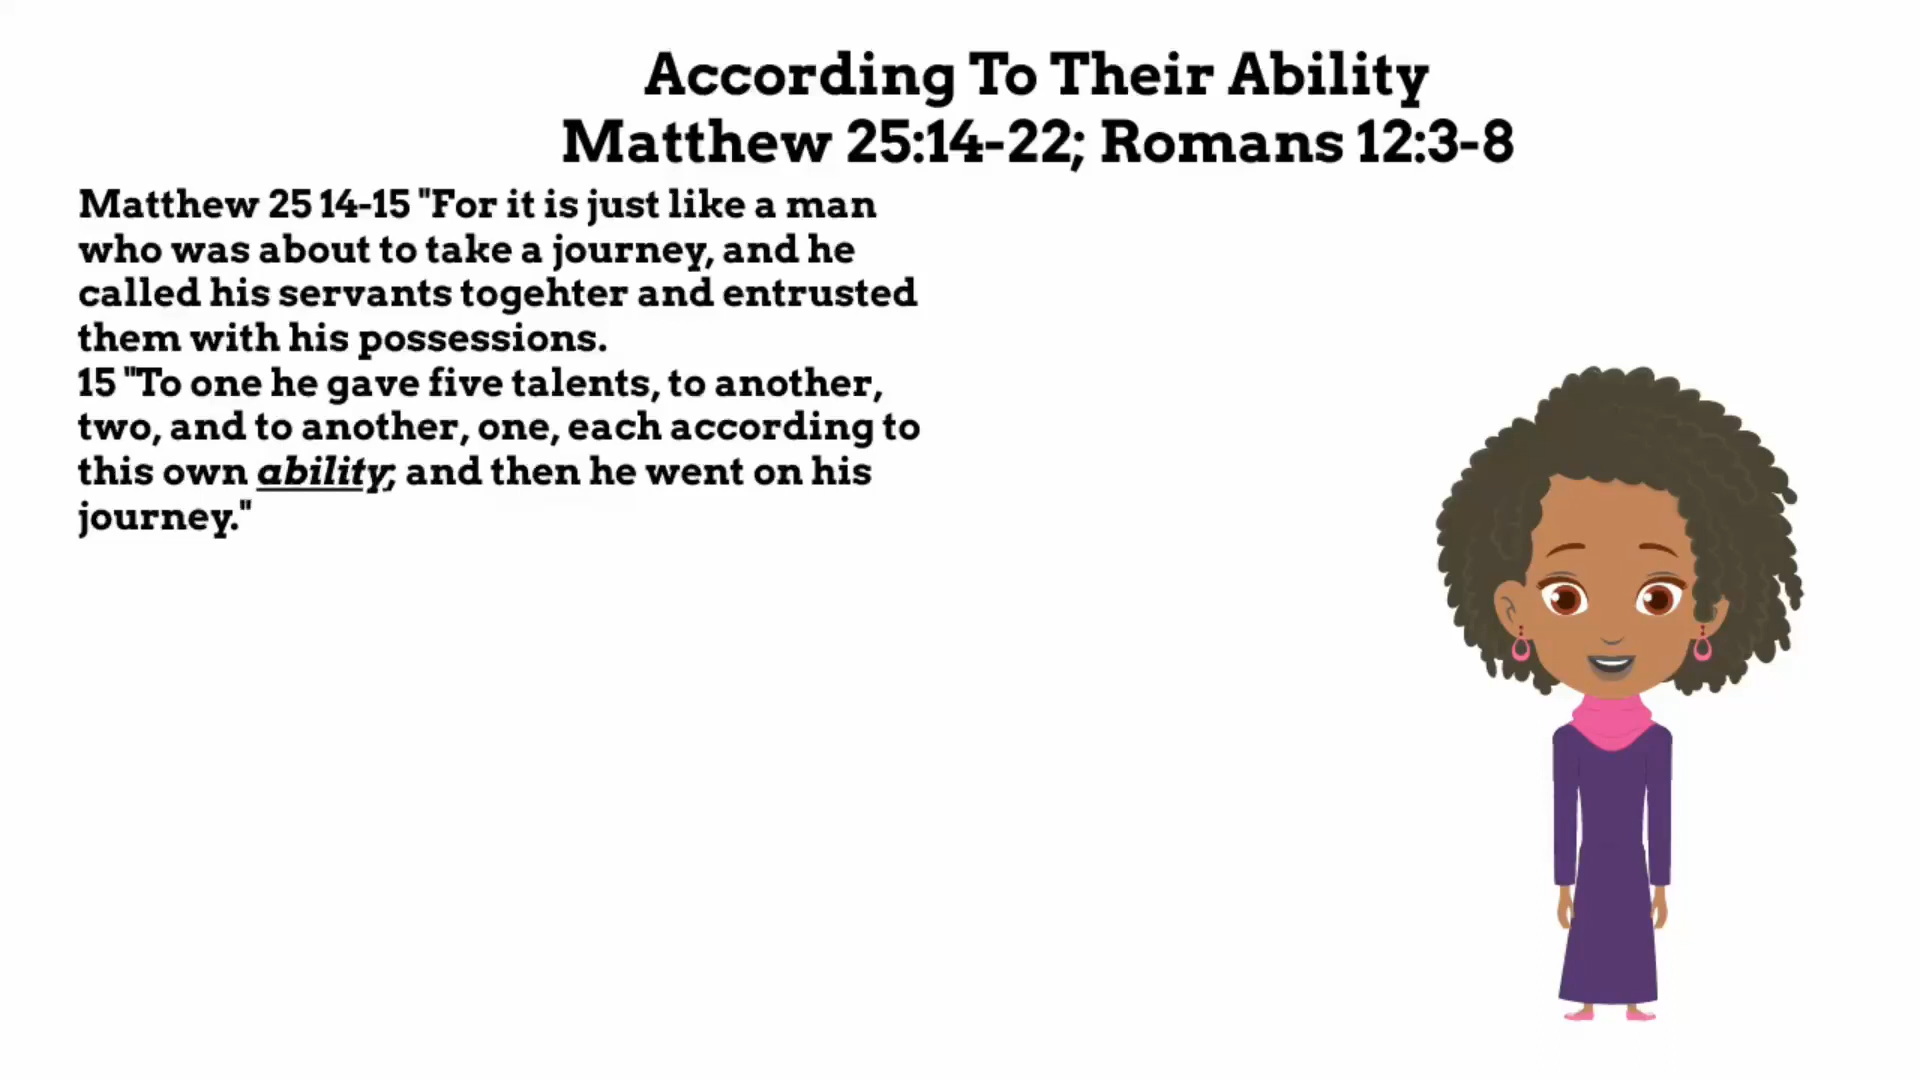 According To Their Ability
Matthew 25:14-22; Romans 12:3-8
Matthew 25 14-15 "For it is just like a man
who was about to take a journey, and he
called his servants togehter and entrusted
them with his possessions.
15 "To one he gave five talents, to another,
two, and to another, one, each according to
this own ability; and then he went on his
journey."